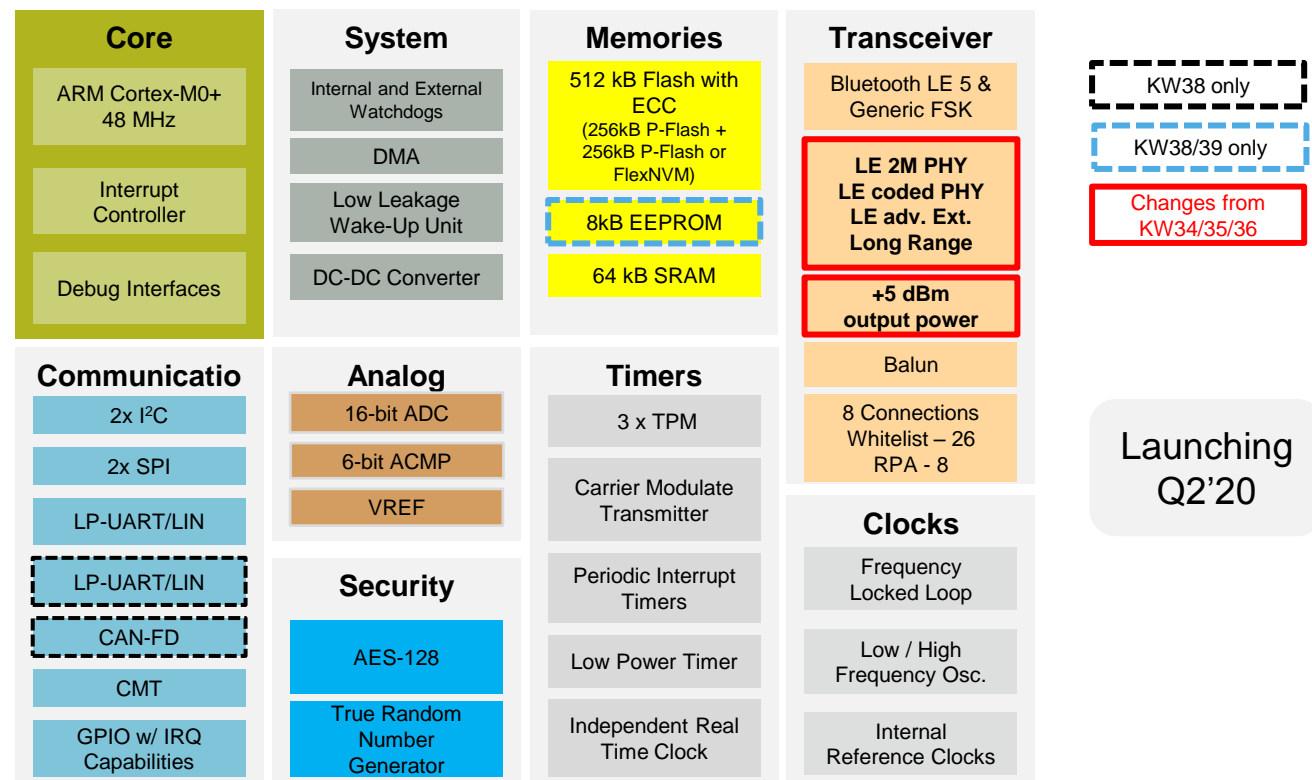 Core
ARM Cortex-M0+
48 MHz
Interrupt
Controller
Debug Interfaces
System
Internal and External
Watchdogs
DMA
Low Leakage
Wake-Up Unit
DC-DC Converter
Memories
512 kB Flash with
ECC
(256kB P-Flash +
256kB P-Flash or
FlexNVM)
8kB EEPROM
64 kB SRAM
Transceiver
Bluetooth LE 5 &
Generic FSK
LE 2M PHY
LE coded PHY
LE adv. Ext.
Long Range
+5 dBm
output power
Balun
8 Connections
Whitelist – 26
RPA - 8
KW38 only
KW38/39 only
Changes from
KW34/35/36
Communicatio
2x I²C
2x SPI
LP-UART/LIN
LP-UART/LIN
CAN-FD
CMT
GPIO w/ IRQ
Capabilities
Analog
16-bit ADC
6-bit ACMP
VREF
Security
AES-128
True Random
Number
Generator
Timers
3 x TPM
Carrier Modulate
Transmitter
Periodic Interrupt
Timers
Low Power Timer
Independent Real
Time Clock
Clocks
Frequency
Locked Loop
Low / High
Frequency Osc.
Internal
Reference Clocks
Launching
Q2’20